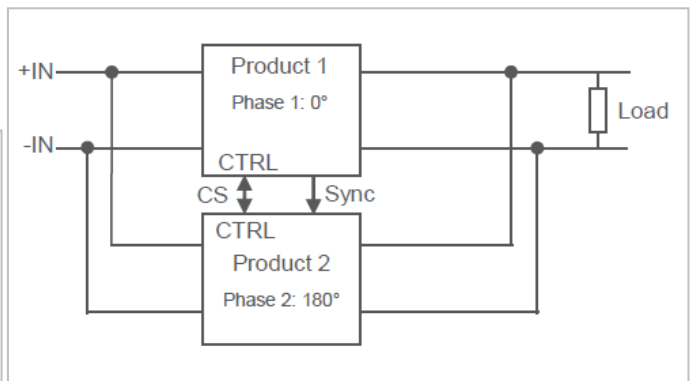 +IN
Product 1
Phase 1: 0°
Load
-IN
CTRL
CS
Sync
CTRL
Product 2
Phase 2: 180°